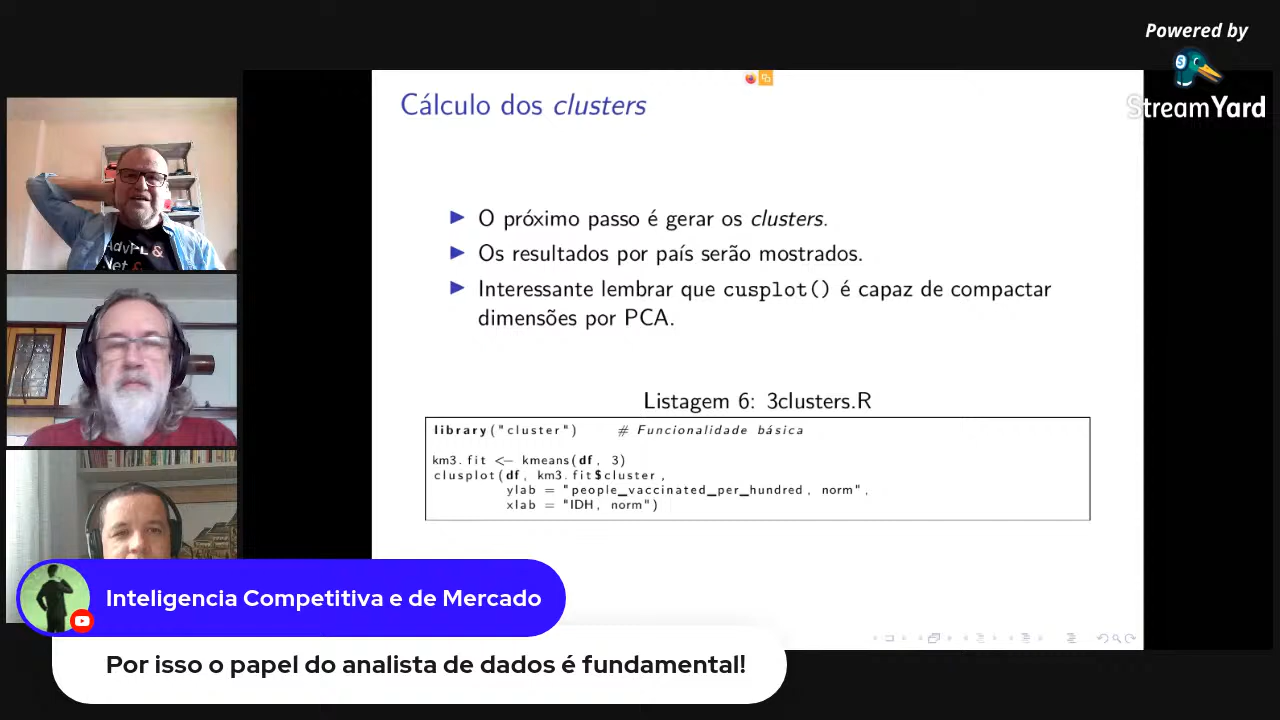 Powered by
StreamYard
Cálculo dos clusters
O próximo passo é gerar os clusters.
Os resultados por país serão mostrados.
Interessante lembrar que cusplot() é capaz de compactar
dimensões por PCA.
Listagem 6: 3clusters.R
library("cluster") # Funcionalidade básica
km3.fit <- kmeans(df, 3)
clusplot(df, km3.fit$cluster,
ylab = "people_vaccinated_per_hundred, norm",
xlab = "IDH, norm")
AdvPL &
.Net &
Inteligencia Competitiva e de Mercado
Por isso o papel do analista de dados é fundamental!